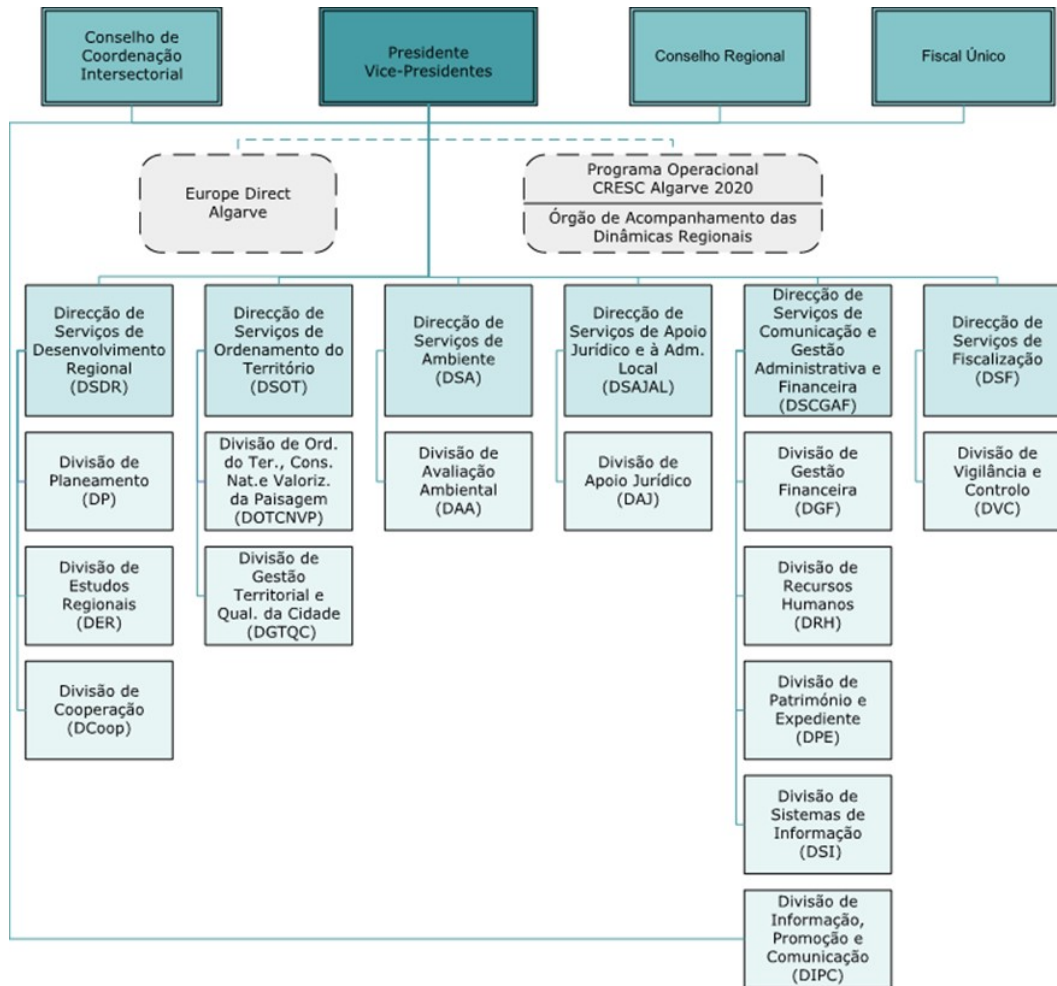 Conselho de
Coordenação
Intersectorial
Presidente
Vice-Presidentes
Conselho Regional
Fiscal Único
Europe Direct
Algarve
Programa Operacional
CRESC Algarve 2020
Órgão de Acompanhamento das
Dinâmicas Regionais
Direcção de
Serviços de
Desenvolvimento
Regional
(DSDR)
Direcção de
Serviços de
Ordenamento do
Território
(DSOT)
Direcção de
Serviços de
Ambiente
(DSA)
Direcção de
Serviços de Apoio
Jurídico e à Adm.
Local
(DSAJAL)
Direcção de
Serviços de
Comunicação e
Gestão
Administrativa e
Financeira
(DSCGAF)
Direcção de
Serviços de
Fiscalização
(DSF)
Divisão de
Planeamento
(DP)
Divisão de Ord.
do Ter., Cons.
Nat.e Valoriz.
da Paisagem
(DOTCNVP)
Divisão de
Avaliação
Ambiental
(DAA)
Divisão de
Apoio Jurídico
(DAJ)
Divisão de
Gestão
Financeira
(DGF)
Divisão de
Vigilância e
Controlo
(DVC)
Divisão de
Estudos
Regionais
(DER)
Divisão de
Gestão
Territorial e
Qual. da Cidade
(DGTQC)
Divisão de
Recursos
Humanos
(DRH)
Divisão de
Cooperação
(DCoop)
Divisão de
Património e
Expediente
(DPE)
Divisão de
Sistemas de
Informação
(DSI)
Divisão de
Informação,
Promoção e
Comunicação
(DIPC)